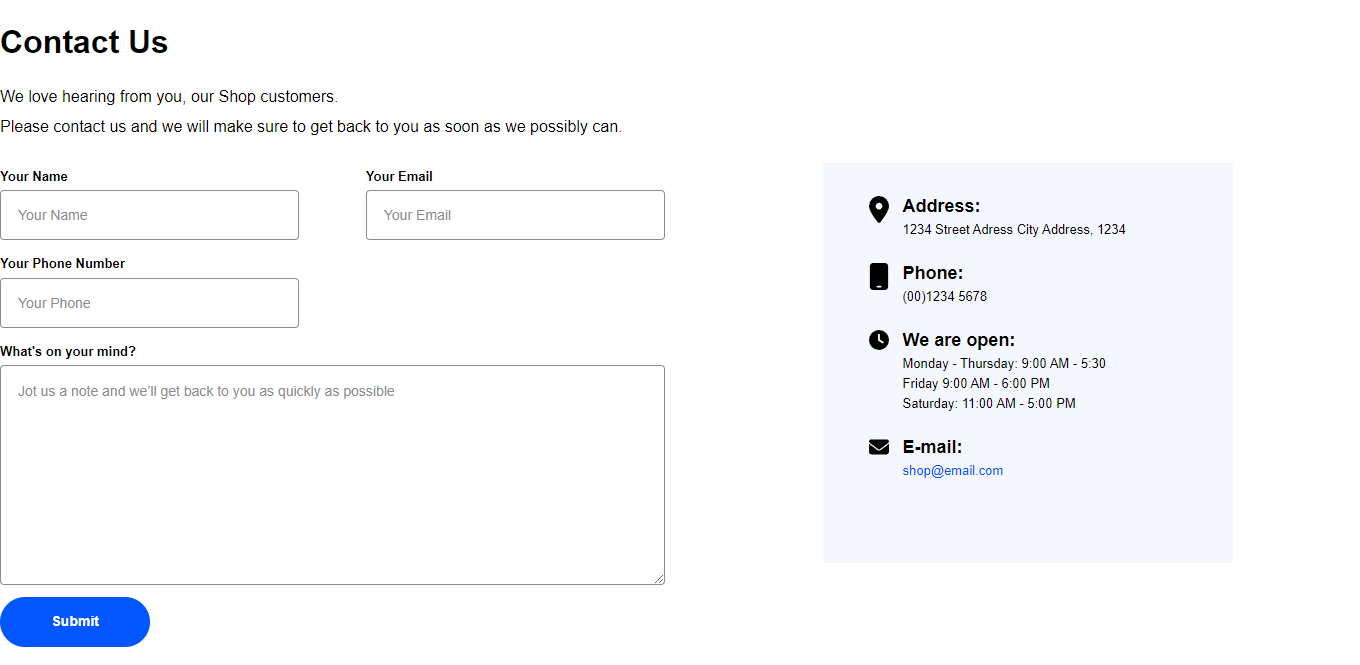 Contact Us
We love hearing from you, our Shop customers.
Please contact us and we will make sure to get back to you as soon as we possibly can.
Your Name
Your Email
Your Name
Your Email
Your Phone Number
Your Phone
What's on your mind?
Jot us a note and we’ll get back to you as quickly as possible
Submit
Address:
1234 Street Adress City Address, 1234
Phone:
(00)1234 5678
We are open:
Monday - Thursday: 9:00 AM - 5:30
Friday 9:00 AM - 6:00 PM
Saturday: 11:00 AM - 5:00 PM
E-mail:
shop@email.com